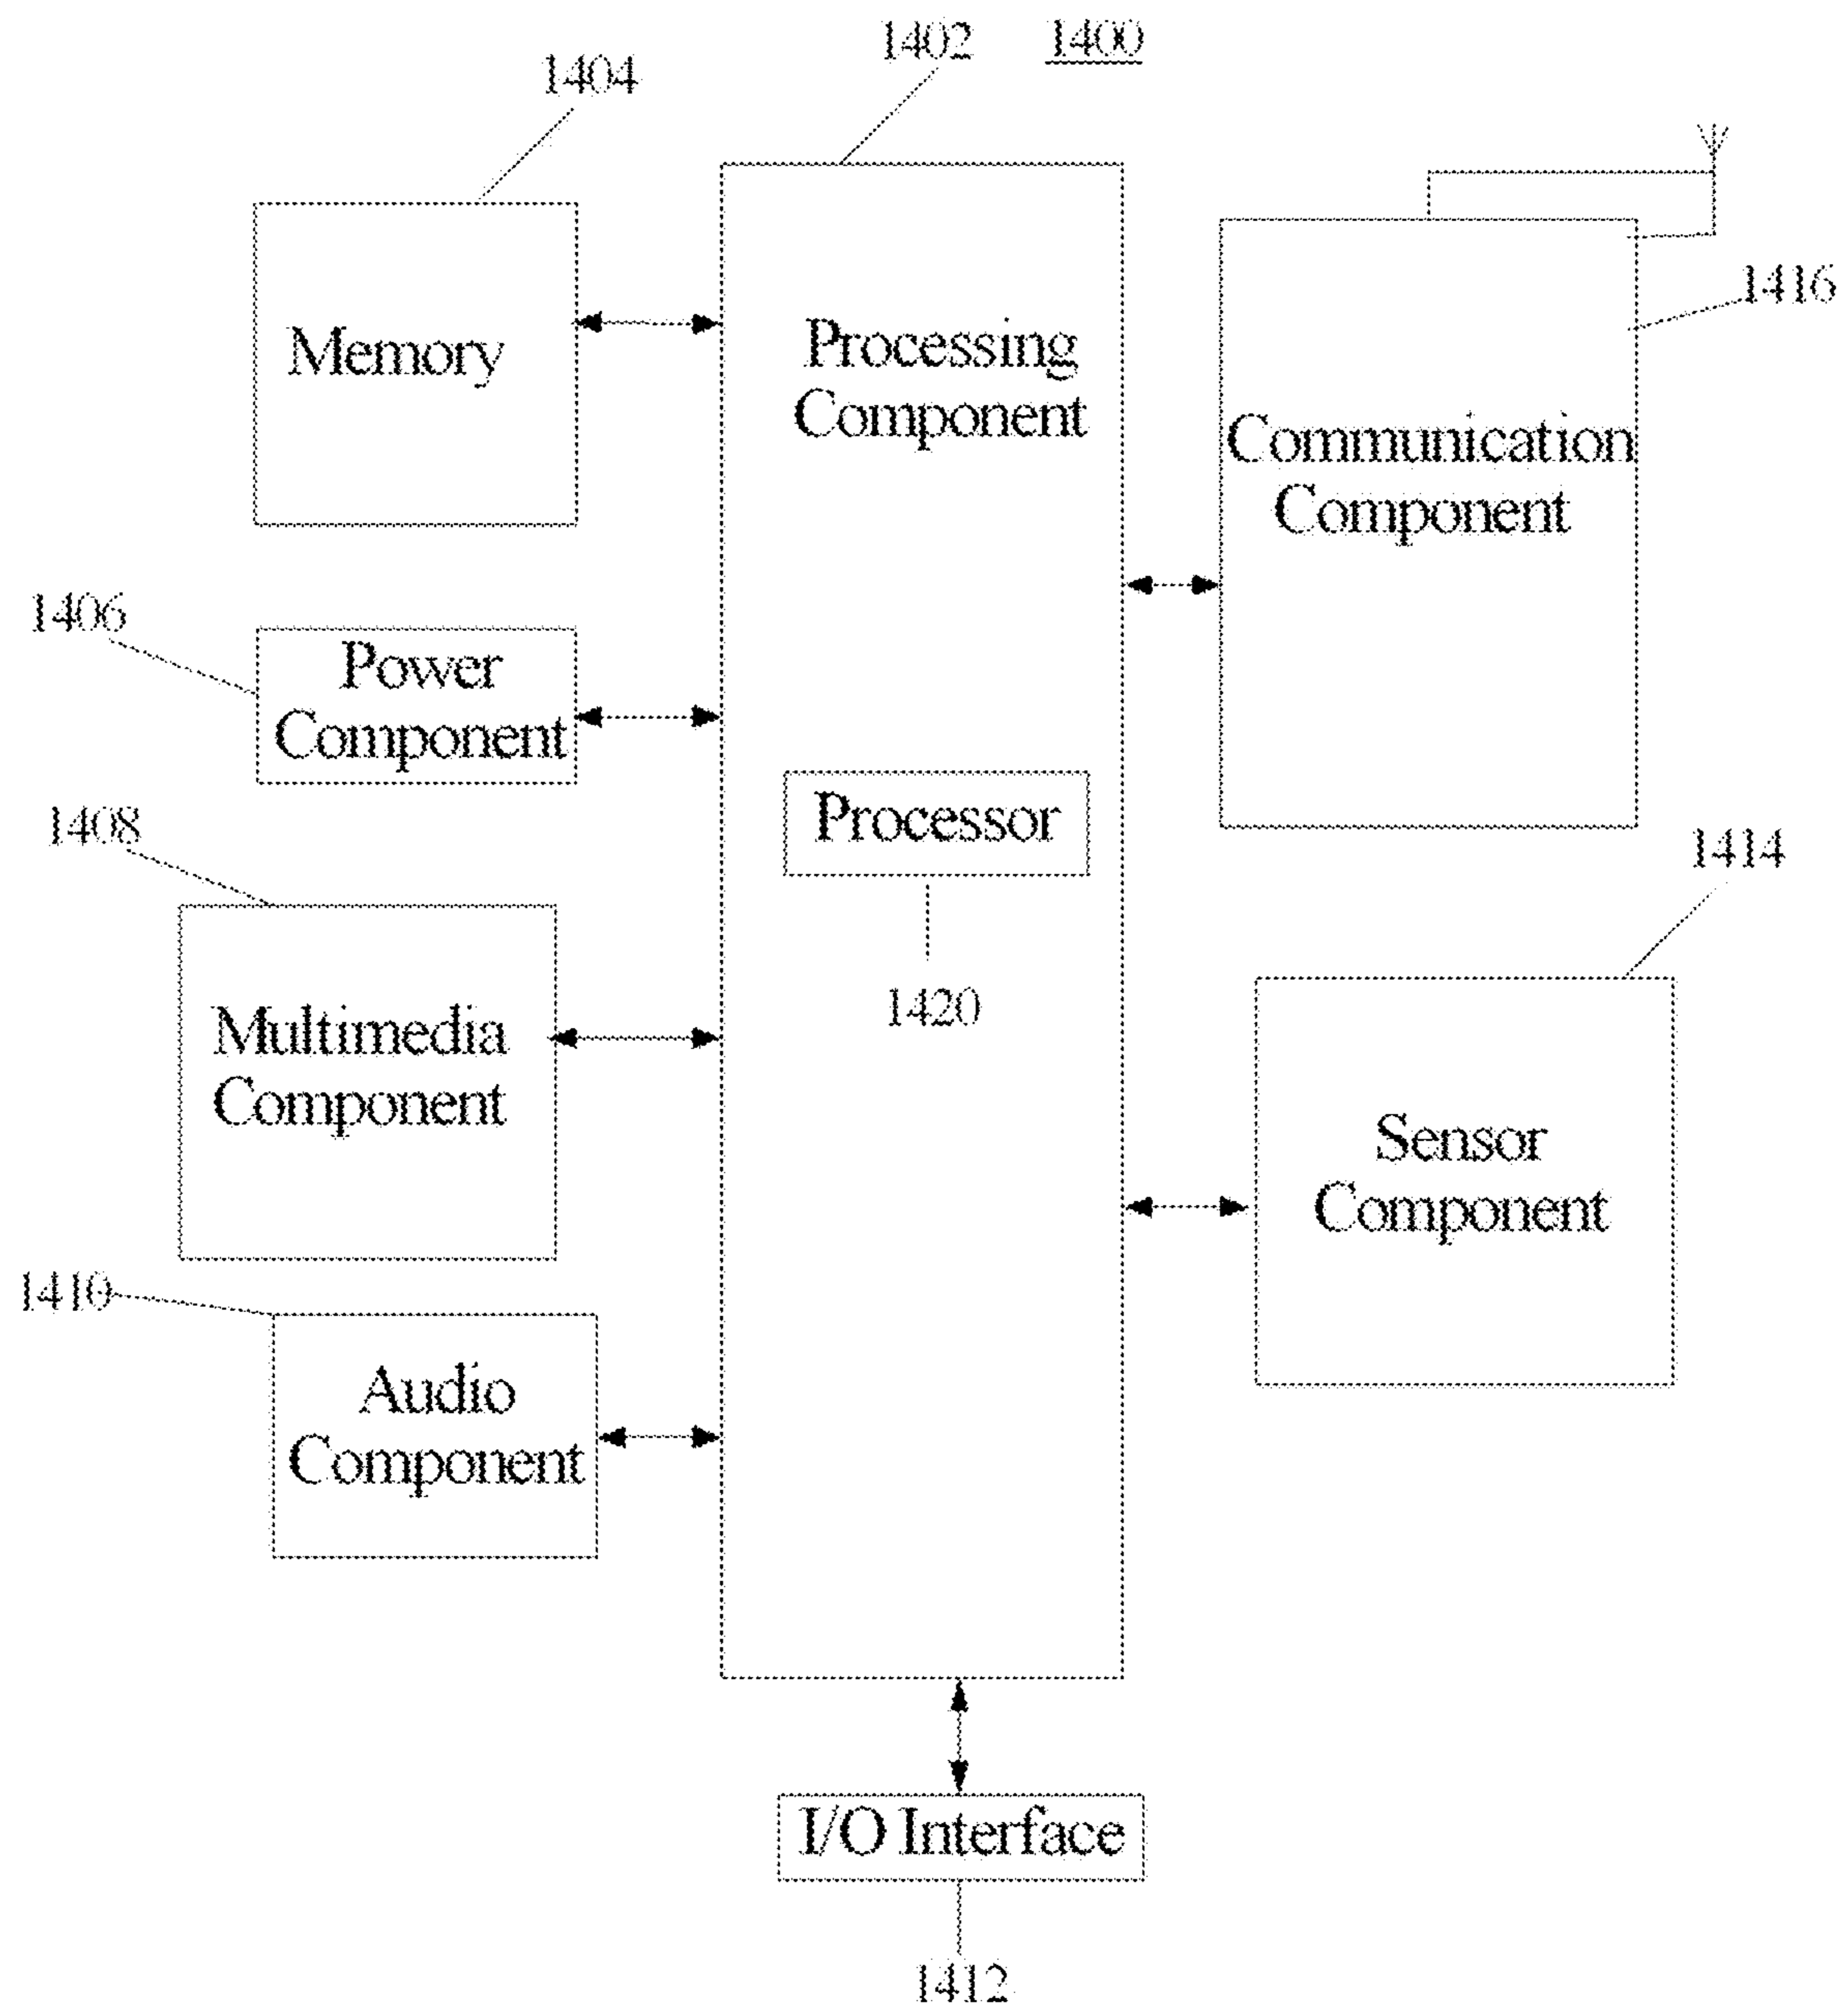 1402
1400
1404
Memory
Processing
Component
1416
Communication
Component
1406
Power
Component
1408
Processor
1414
1420
Multimedia
Component
Sensor
Component
1410
Audio
Component
I/O Interface
1412